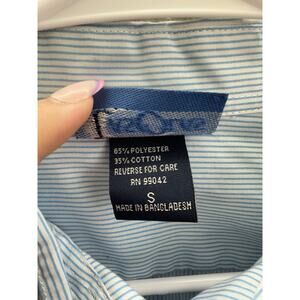 65% POLYESTER
35% COTTON
REVERSE FOR CARE
RN 99042
S
MADE IN BANGLADESH